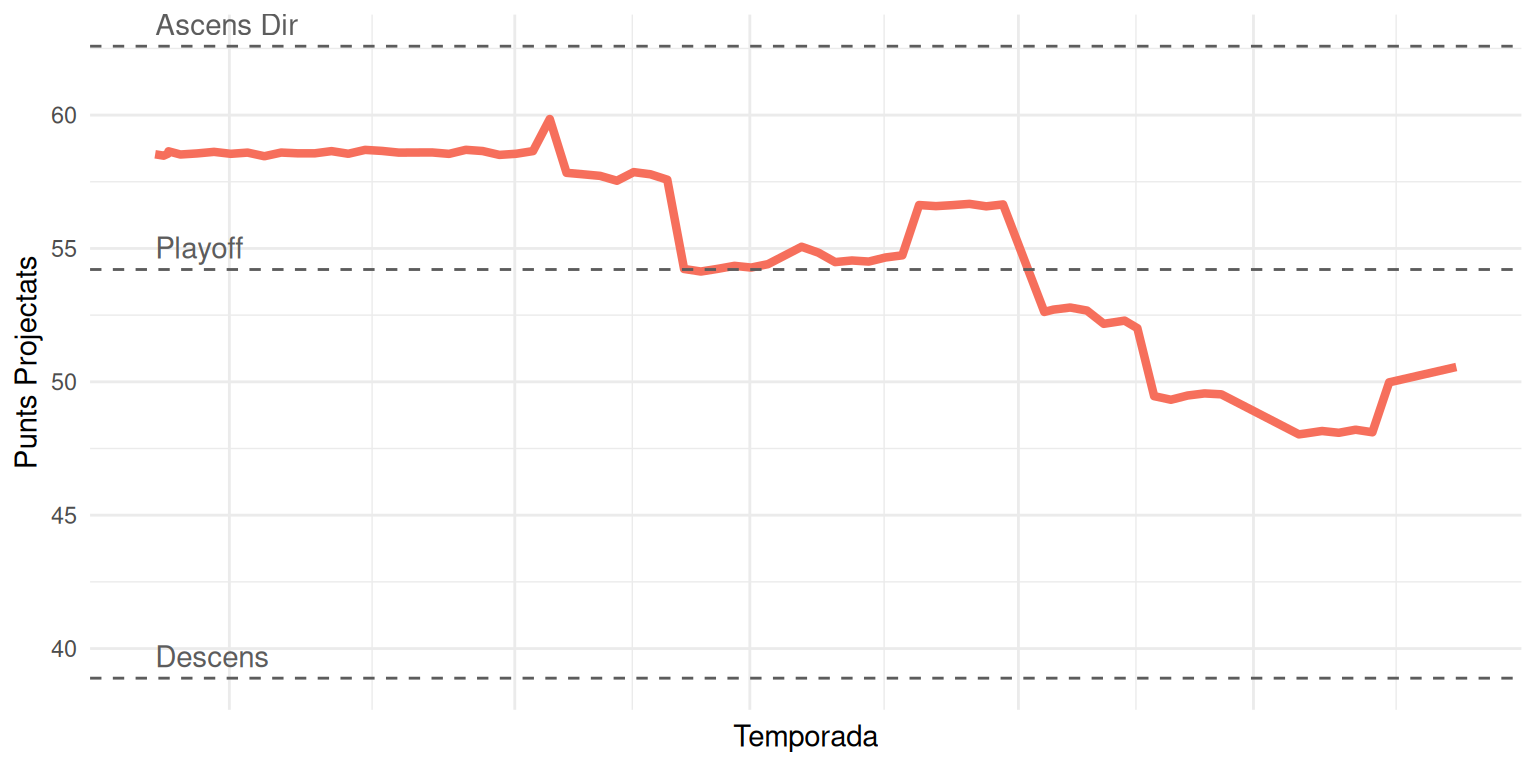 Ascens Dir
60
Playoff
55
50
45
40
Descens
Punts Projectats
Temporada